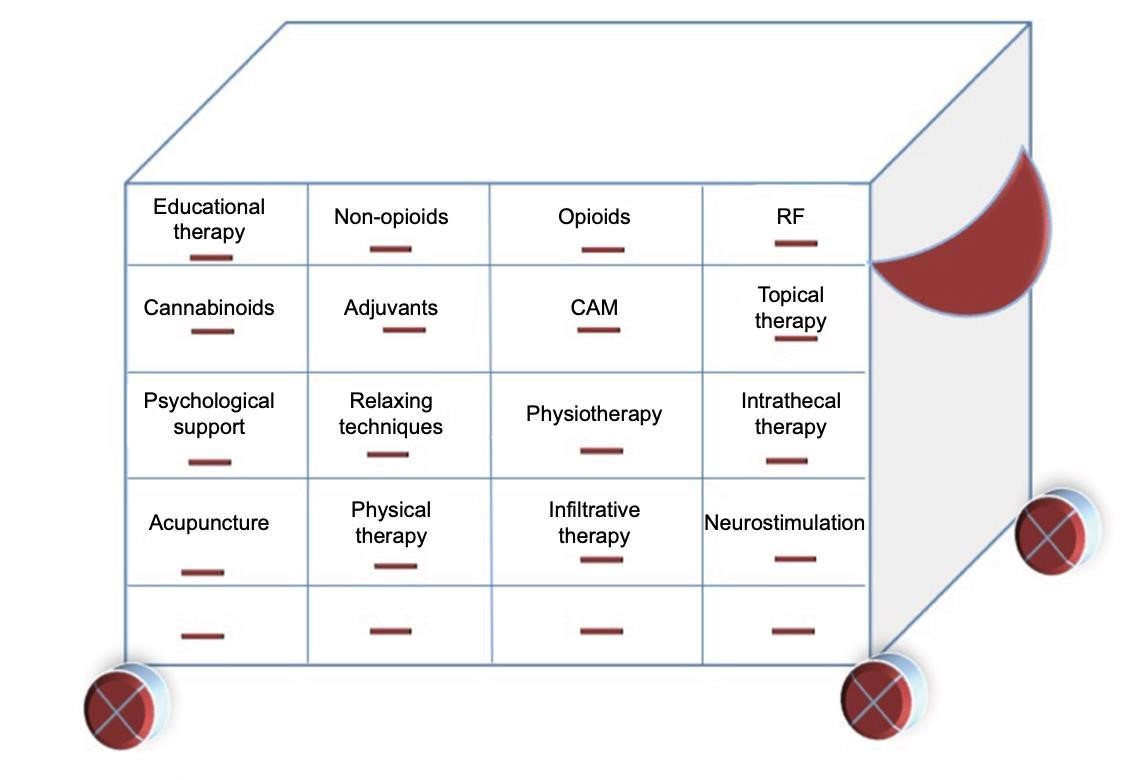 Educational
therapy
Non-opioids
Opioids
RF
Cannabinoids
Adjuvants
CAM
Topical
therapy
Psychological
support
Relaxing
techniques
Physiotherapy
Intrathecal
therapy
Acupuncture
Physical
therapy
Infiltrative
therapy
Neurostimulation